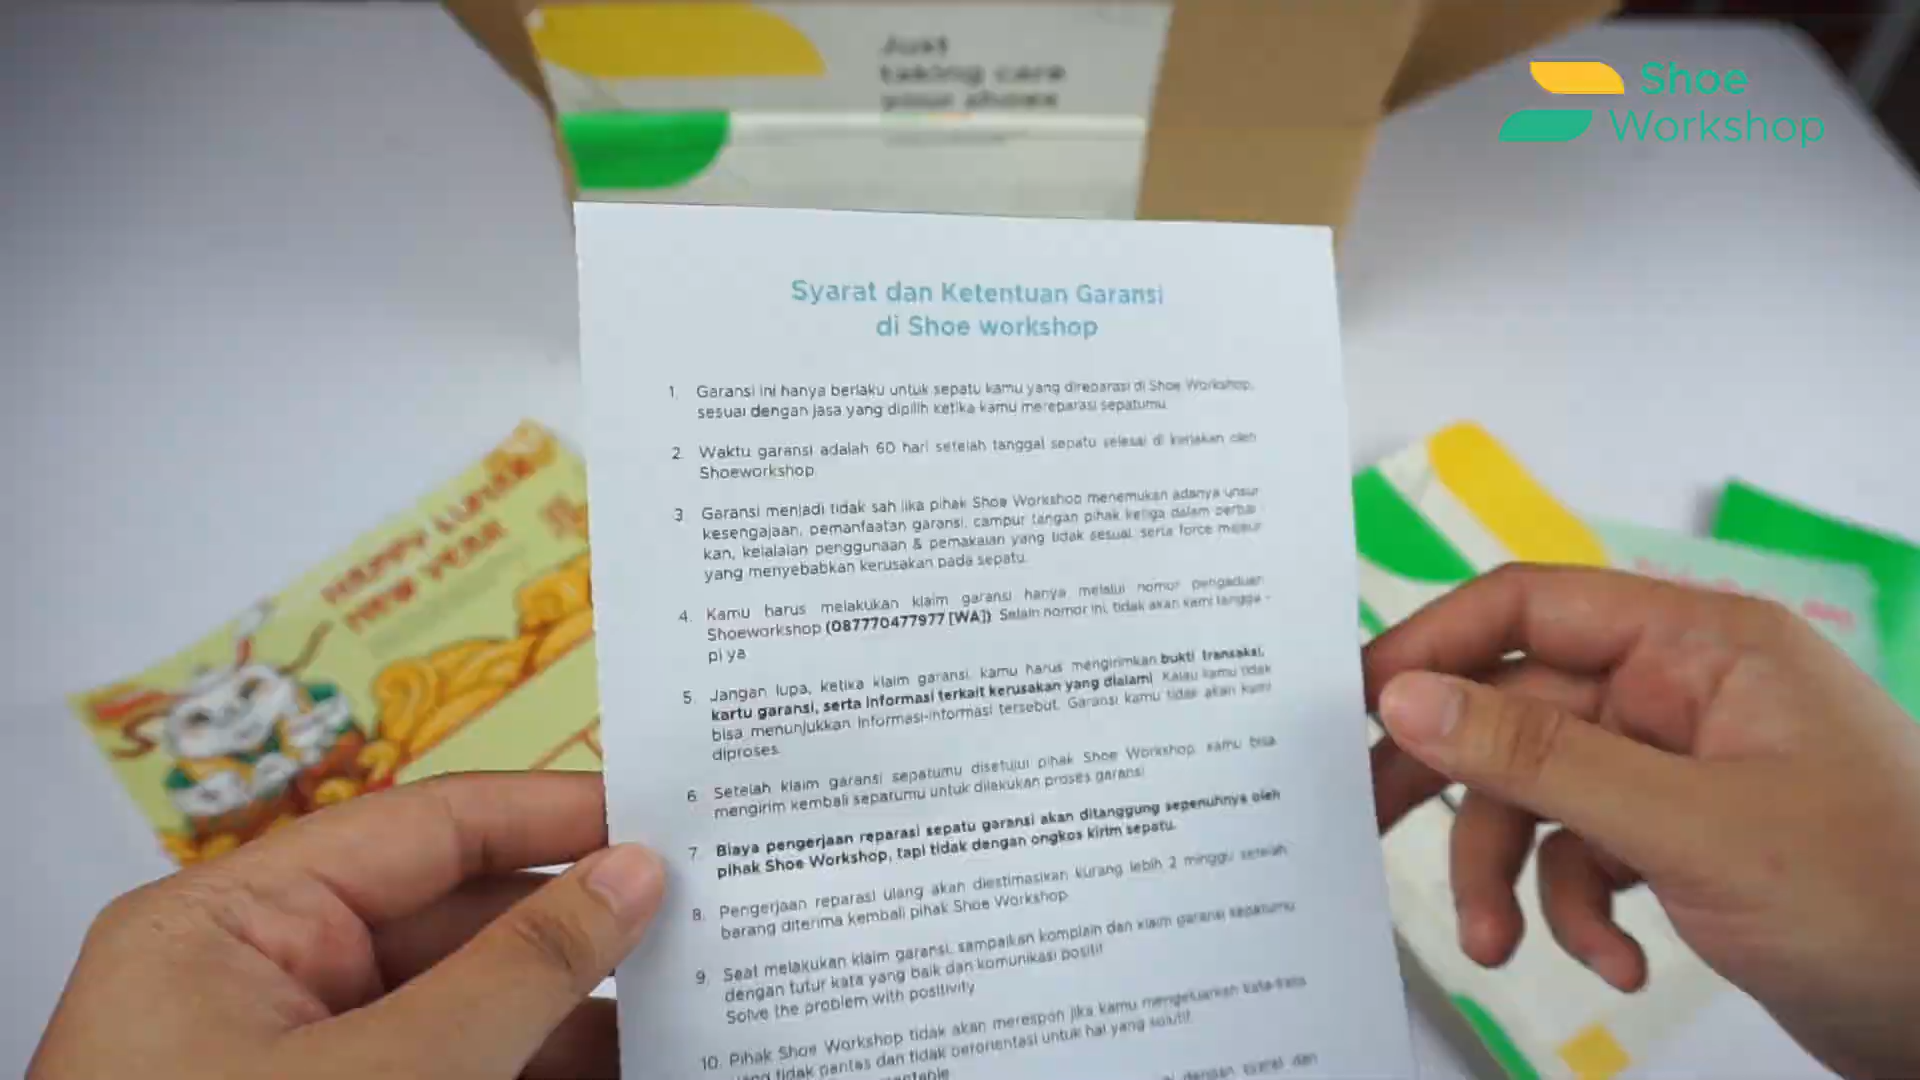 Just
taking care
your shoes
Shoe
Workshop
Syarat dan Ketentuan Garansi
di Shoe workshop
1. Garansi ini hanya berlaku untuk sepatu kamu yang direparasi di Shoe Workshop,
sesuai dengan jasa yang dipilih ketika kamu mereparasi sepatumu.
2. Waktu garansi adalah 60 hari setelah tanggal sepatu selesai di kerjakan oleh
Shoeworkshop
3. Garansi menjadi tidak sah jika pihak Shoe Workshop menemukan adanya unsur
kesengajaan, pemanfaatan garansi, campur tangan pihak ketiga dalam perbai -
kan, kelalaian penggunaan & pemakaian yang tidak sesuai, serta force majeur
yang menyebabkan kerusakan pada sepatu.
4. Kamu harus melakukan klaim garansi hanya melalui nomor pengaduan
Shoeworkshop (087770477977 [WA]) Selain nomor ini, tidak akan kami tangga -
pi ya
5. Jangan lupa, ketika klaim garansi, kamu harus mengirimkan bukti transaksi,
kartu garansi, serta informasi terkait kerusakan yang dialami Kalau kamu tidak
bisa menunjukkan informasi-informasi tersebut, Garansi kamu tidak akan kami
diproses.
6. Setelah klaim garansi sepatumu disetujui pihak Shoe Workshop, kamu bisa
mengirim kembali sepatumu untuk dilakukan proses garansi
7. Biaya pengerjaan reparasi sepatu garansi akan ditanggung sepenuhnya oleh
pihak Shoe Workshop, tapi tidak dengan ongkos kirim sepatu.
8. Pengerjaan reparasi ulang akan diestimasikan kurang lebih 2 minggu setelah
barang diterima kembali pihak Shoe Workshop
9. Saat melakukan klaim garansi, sampaikan komplain dan klaim garansi sepatumu
dengan tutur kata yang baik dan komunikasi positif
Solve the problem with positivity
10. Pihak Shoe Workshop tidak akan merespon jika kamu mengeluarkan kata-kata
yang tidak pantas dan tidak berorientasi untuk hal yang solutif.
dengan syarat dan
HAPPY LUNAR
NEW YEAR